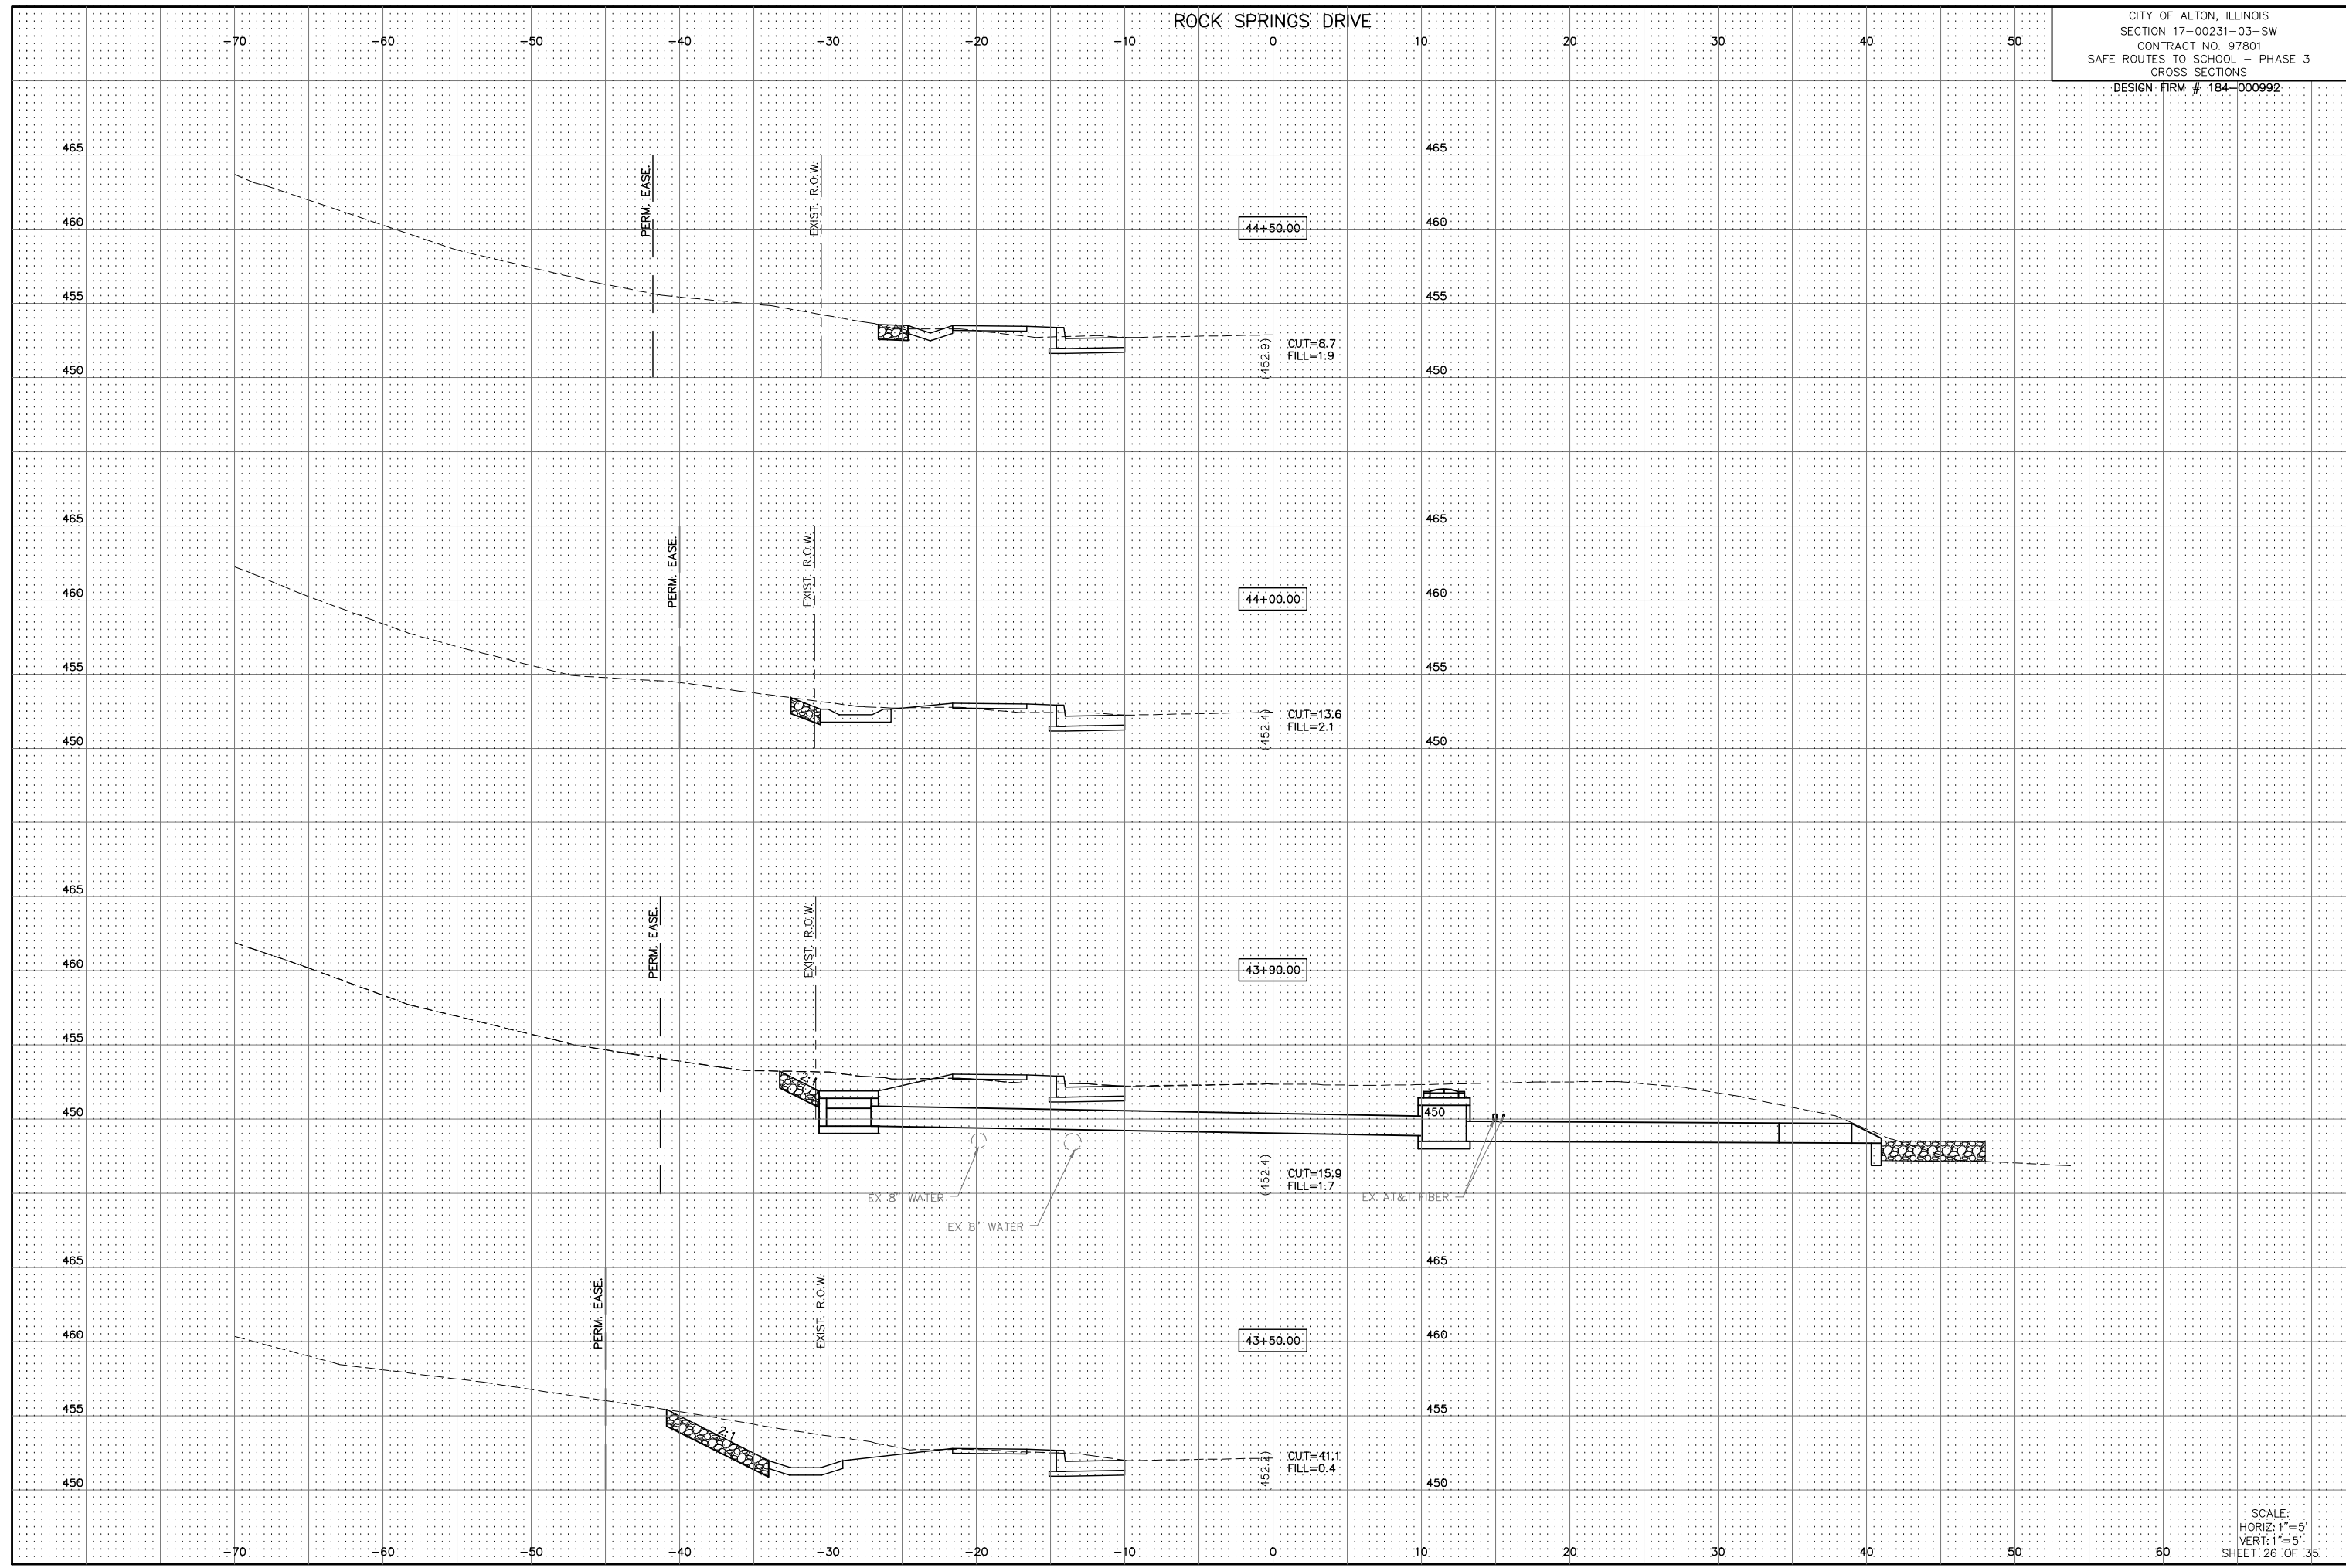 ROCK SPRINGS DRIVE
CITY OF ALTON, ILLINOIS
SECTION 17-00231-03-SW
CONTRACT NO. 97801
SAFE ROUTES TO SCHOOL - PHASE 3
CROSS SECTIONS
DESIGN FIRM # 184-000992
-70 -60 -50 -40 -30 -20 -10 0 10 20 30 40 50
465 465
PERM. EASE.
EXIST. R.O.W.
460 44+50.00 460
455 455
(452.9)
CUT=8.7
FILL=1.9
450 450
465 465
PERM. EASE.
EXIST. R.O.W.
460 44+00.00 460
455 455
(452.4)
CUT=13.6
FILL=2.1
450 450
465 465
PERM. EASE.
EXIST. R.O.W.
460 43+90.00 460
455 455
2:1
450 450
(452.4)
CUT=15.9
FILL=1.7
EX 8" WATER
EX AT&T FIBER
EX 8" WATER
465 465
PERM. EASE.
EXIST. R.O.W.
460 43+50.00 460
455 455
2:1
(452.2)
CUT=41.1
FILL=0.4
450 450
-70 -60 -50 -40 -30 -20 -10 0 10 20 30 40 50
SCALE:
HORIZ: 1"=5'
VERT: 1"=5'
SHEET 26 OF 35